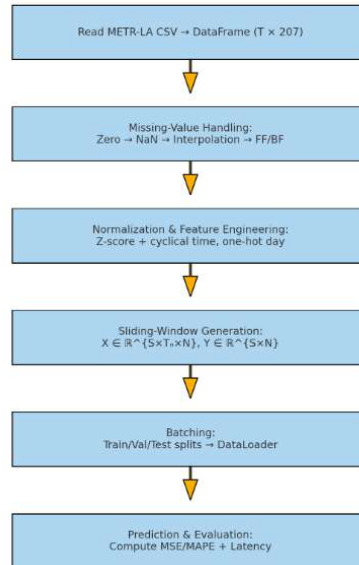 Read METR-LA CSV → DataFrame (T × 207)
Missing-Value Handling:
Zero → NaN → Interpolation → FF/BF
Normalization & Feature Engineering:
Z-score + cyclical time, one-hot day
Sliding-Window Generation:
X ∈ ℝ^{S×Tₙ×N}, Y ∈ ℝ^{S×N}
Batching:
Train/Val/Test splits → DataLoader
Prediction & Evaluation:
Compute MSE/MAPE + Latency